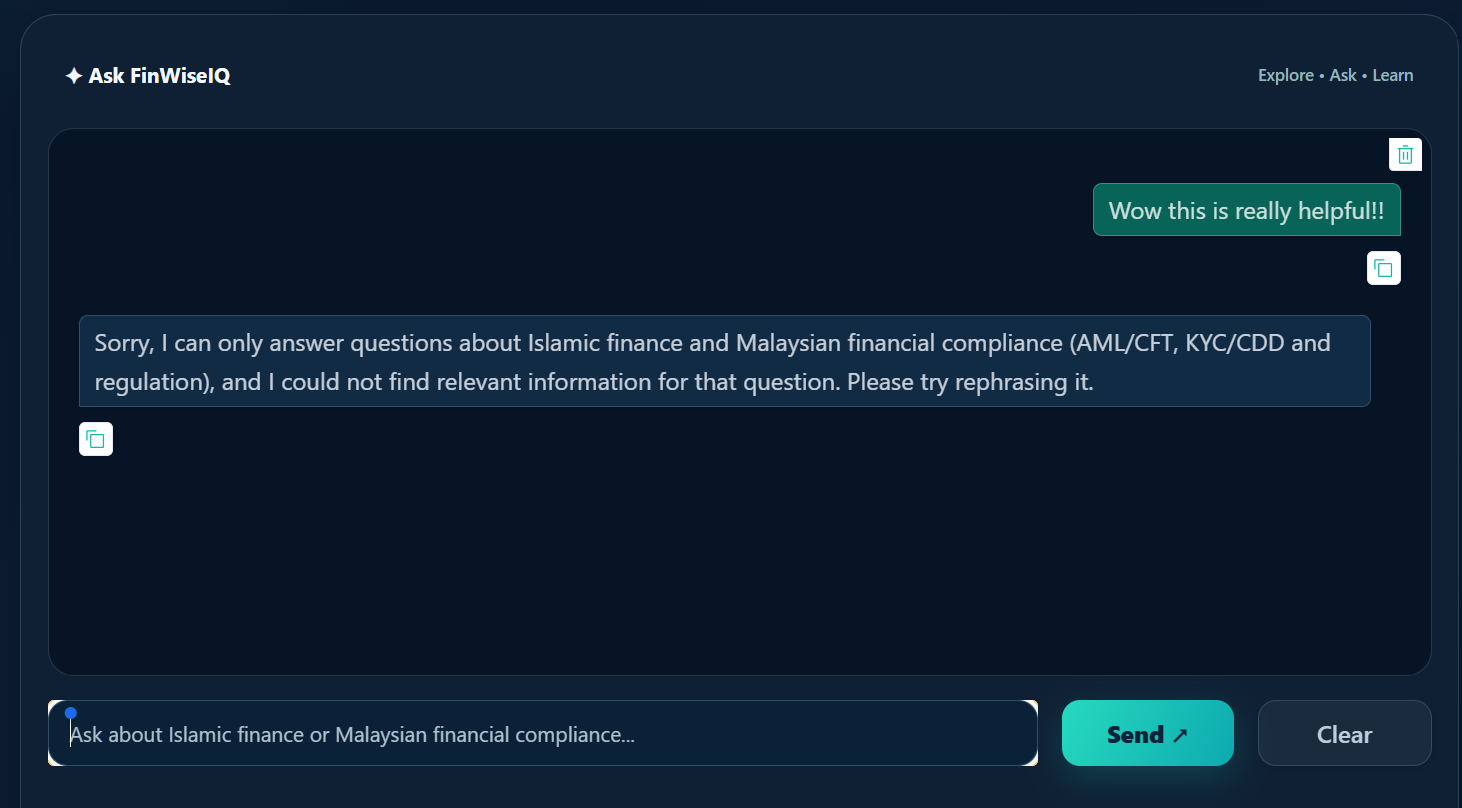 ✦ Ask FinWiseIQ
Explore • Ask • Learn
Wow this is really helpful!!
Sorry, I can only answer questions about Islamic finance and Malaysian financial compliance (AML/CFT, KYC/CDD and
regulation), and I could not find relevant information for that question. Please try rephrasing it.
Ask about Islamic finance or Malaysian financial compliance...
Send ↗
Clear